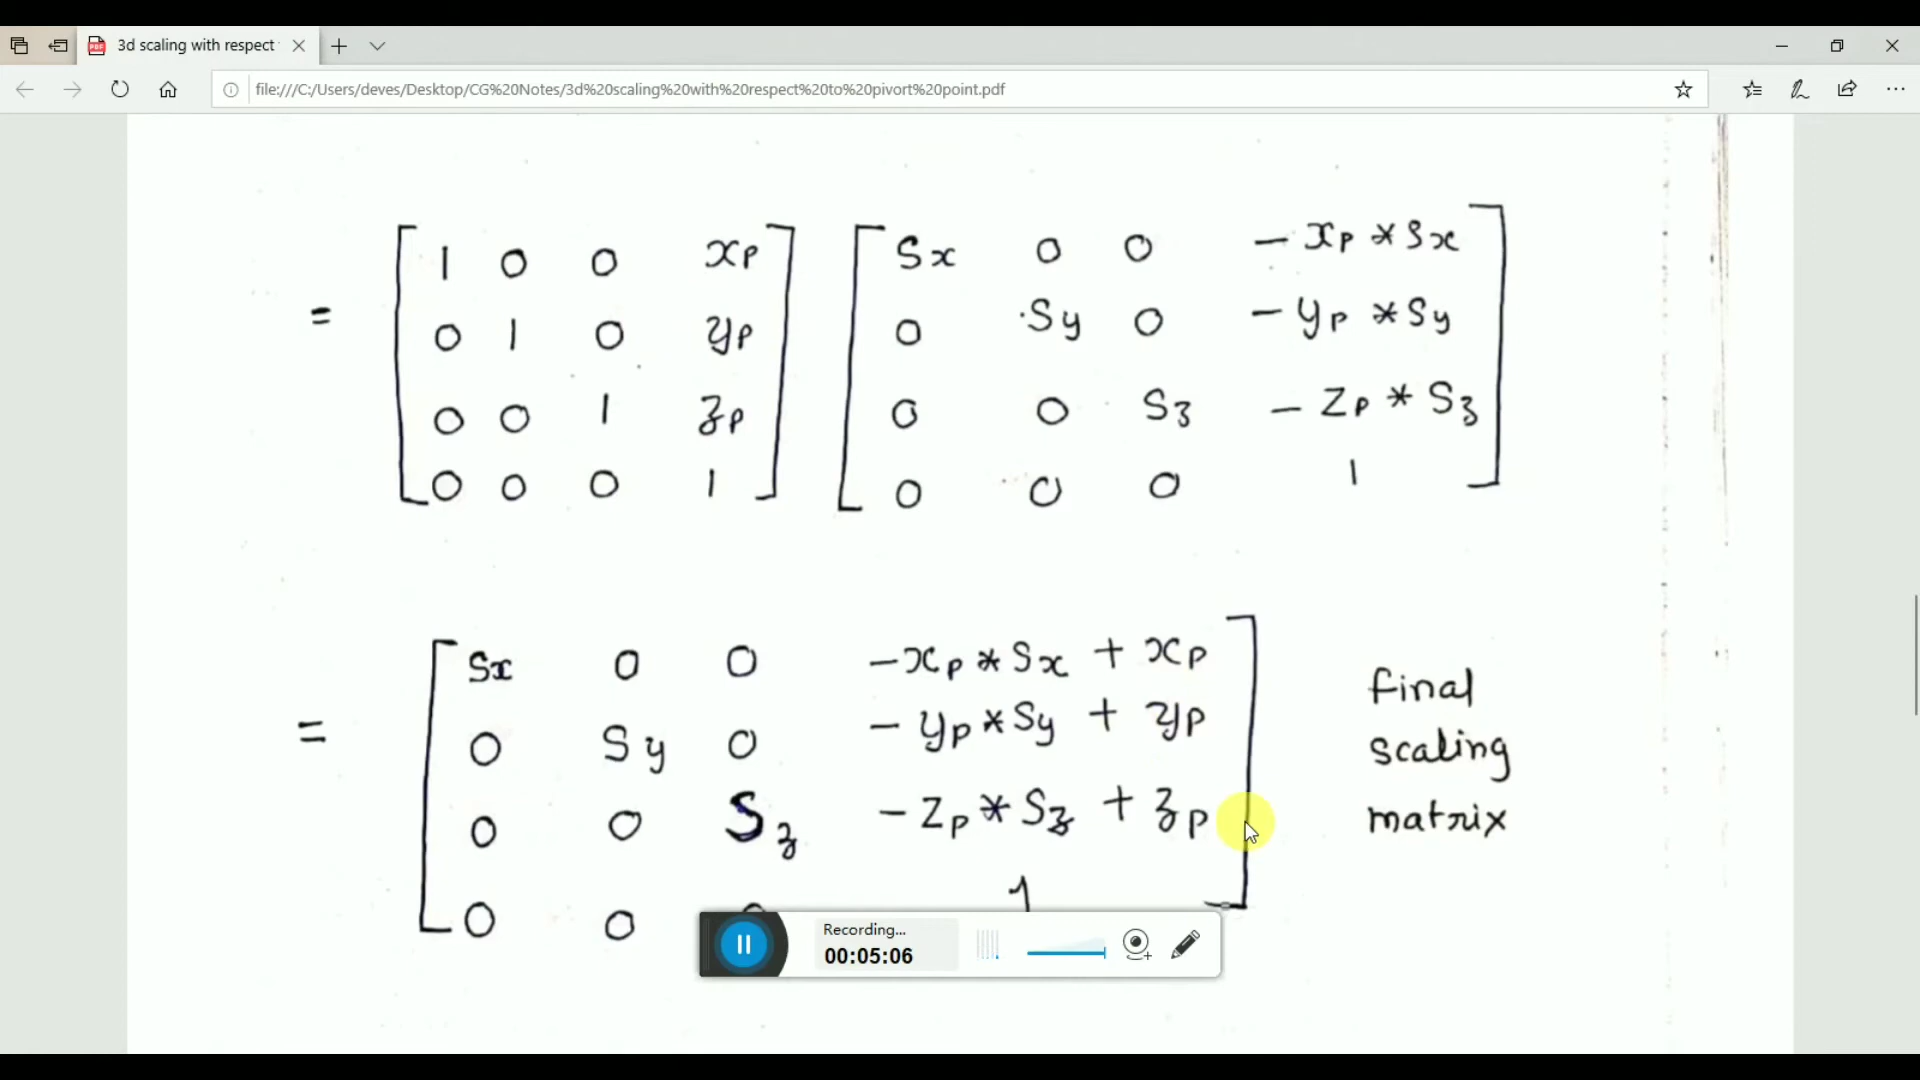 3d scaling with respect
file:///C:/Users/deves/Desktop/CG%20Notes/3d%20scaling%20with%20respect%20to%20pivort%20point.pdf
= [ 1 0 0 xp ] [ Sx 0 0 - xp * Sx ]
[ 0 1 0 yp ] [ 0 Sy 0 - yp * Sy ]
[ 0 0 1 zp ] [ 0 0 Sz - zp * Sz ]
[ 0 0 0 1 ] [ 0 0 0 1 ]
= [ Sx 0 0 -xp * Sx + xp ] final
[ 0 Sy 0 - yp * Sy + yp ] scaling
[ 0 0 Sz - zp * Sz + zp ] matrix
[ 0 0 0 1 ]
Recording...
00:05:06